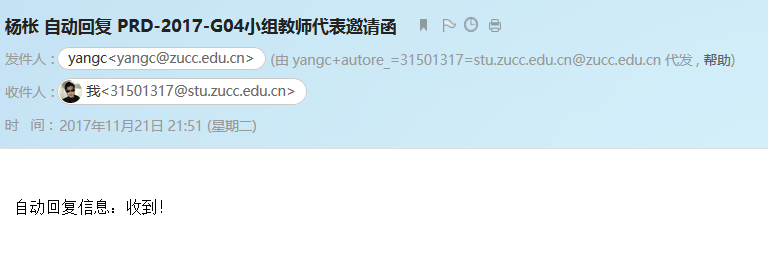 杨枨 自动回复 PRD-2017-G04小组教师代表邀请函
发件人：yangc<yangc@zucc.edu.cn> (由 yangc+autore_=31501317=stu.zucc.edu.cn@zucc.edu.cn 代发，帮助)
收件人：我<31501317@stu.zucc.edu.cn>
时 间：2017年11月21日 21:51 (星期二)
自动回复信息：收到!